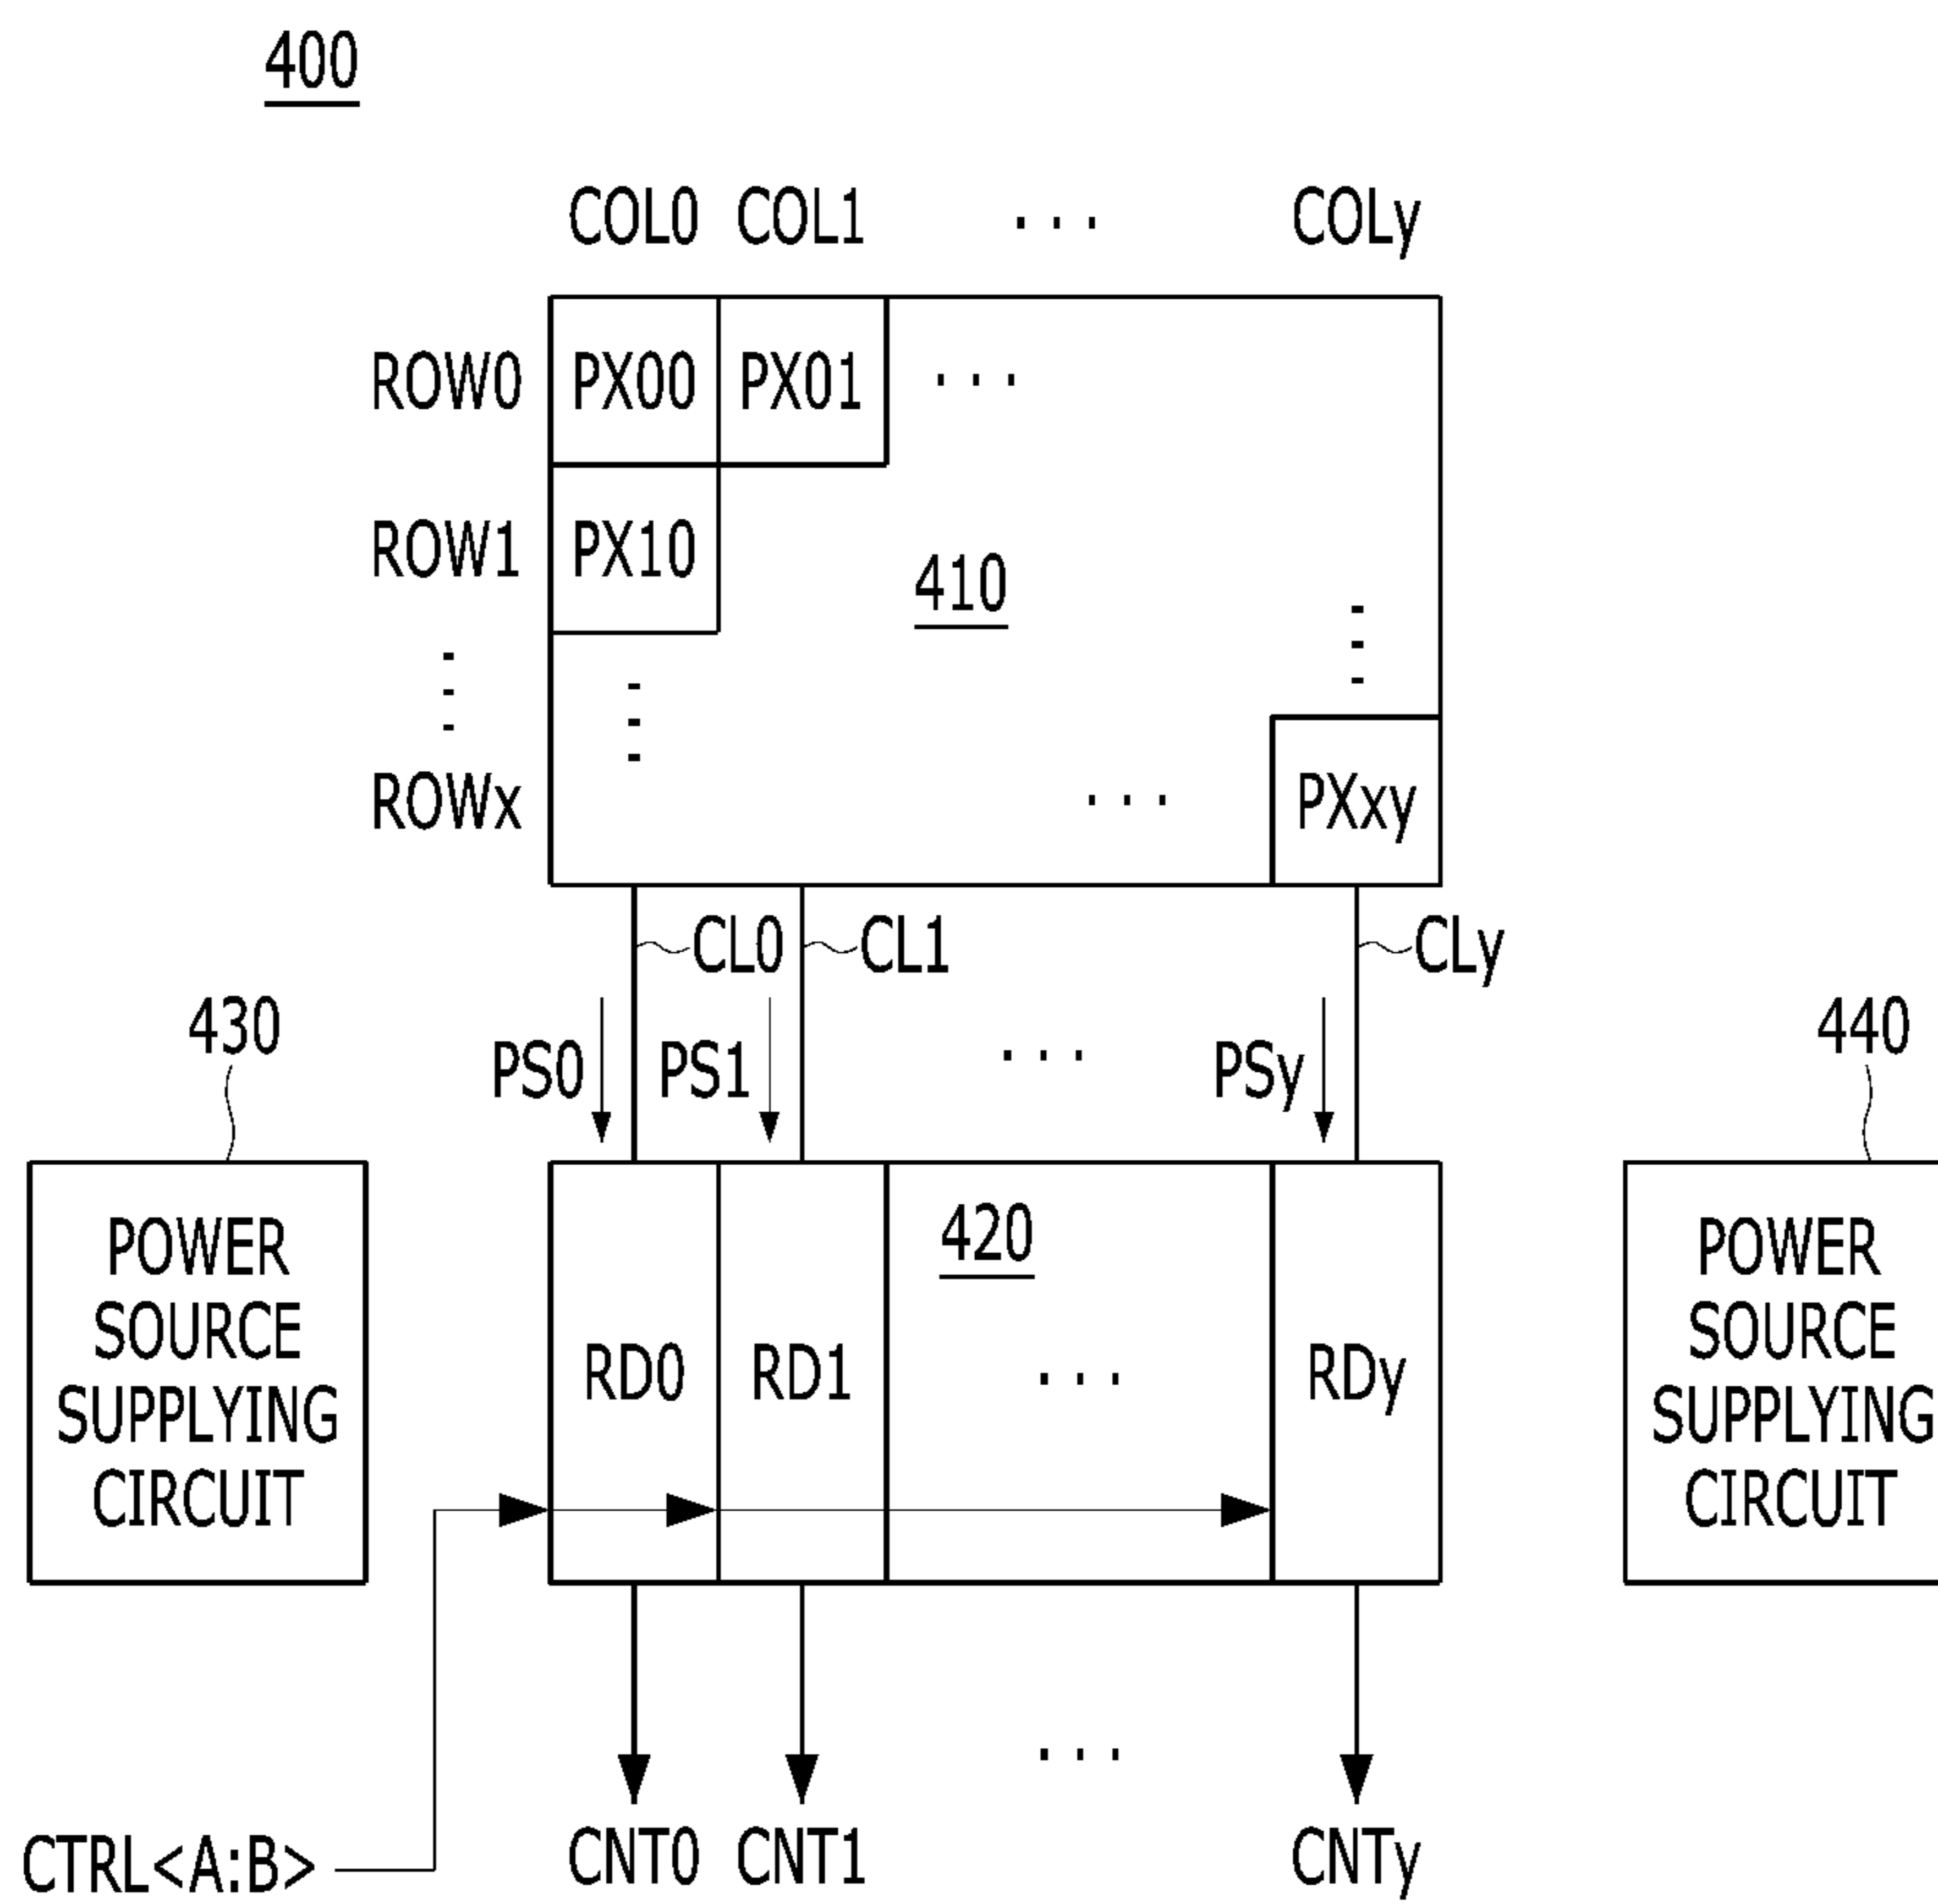 400
COL0 COL1 ... COLy
ROW0 PX00 PX01 ...
ROW1 PX10
410
ROWx ... PXxy
CL0 CL1 CLy
430 440
PS0 PS1 ... PSy
420
POWER
SOURCE
SUPPLYING
CIRCUIT
RD0 RD1 ... RDy
POWER
SOURCE
SUPPLYING
CIRCUIT
...
CTRL<A:B> CNT0 CNT1 CNTy